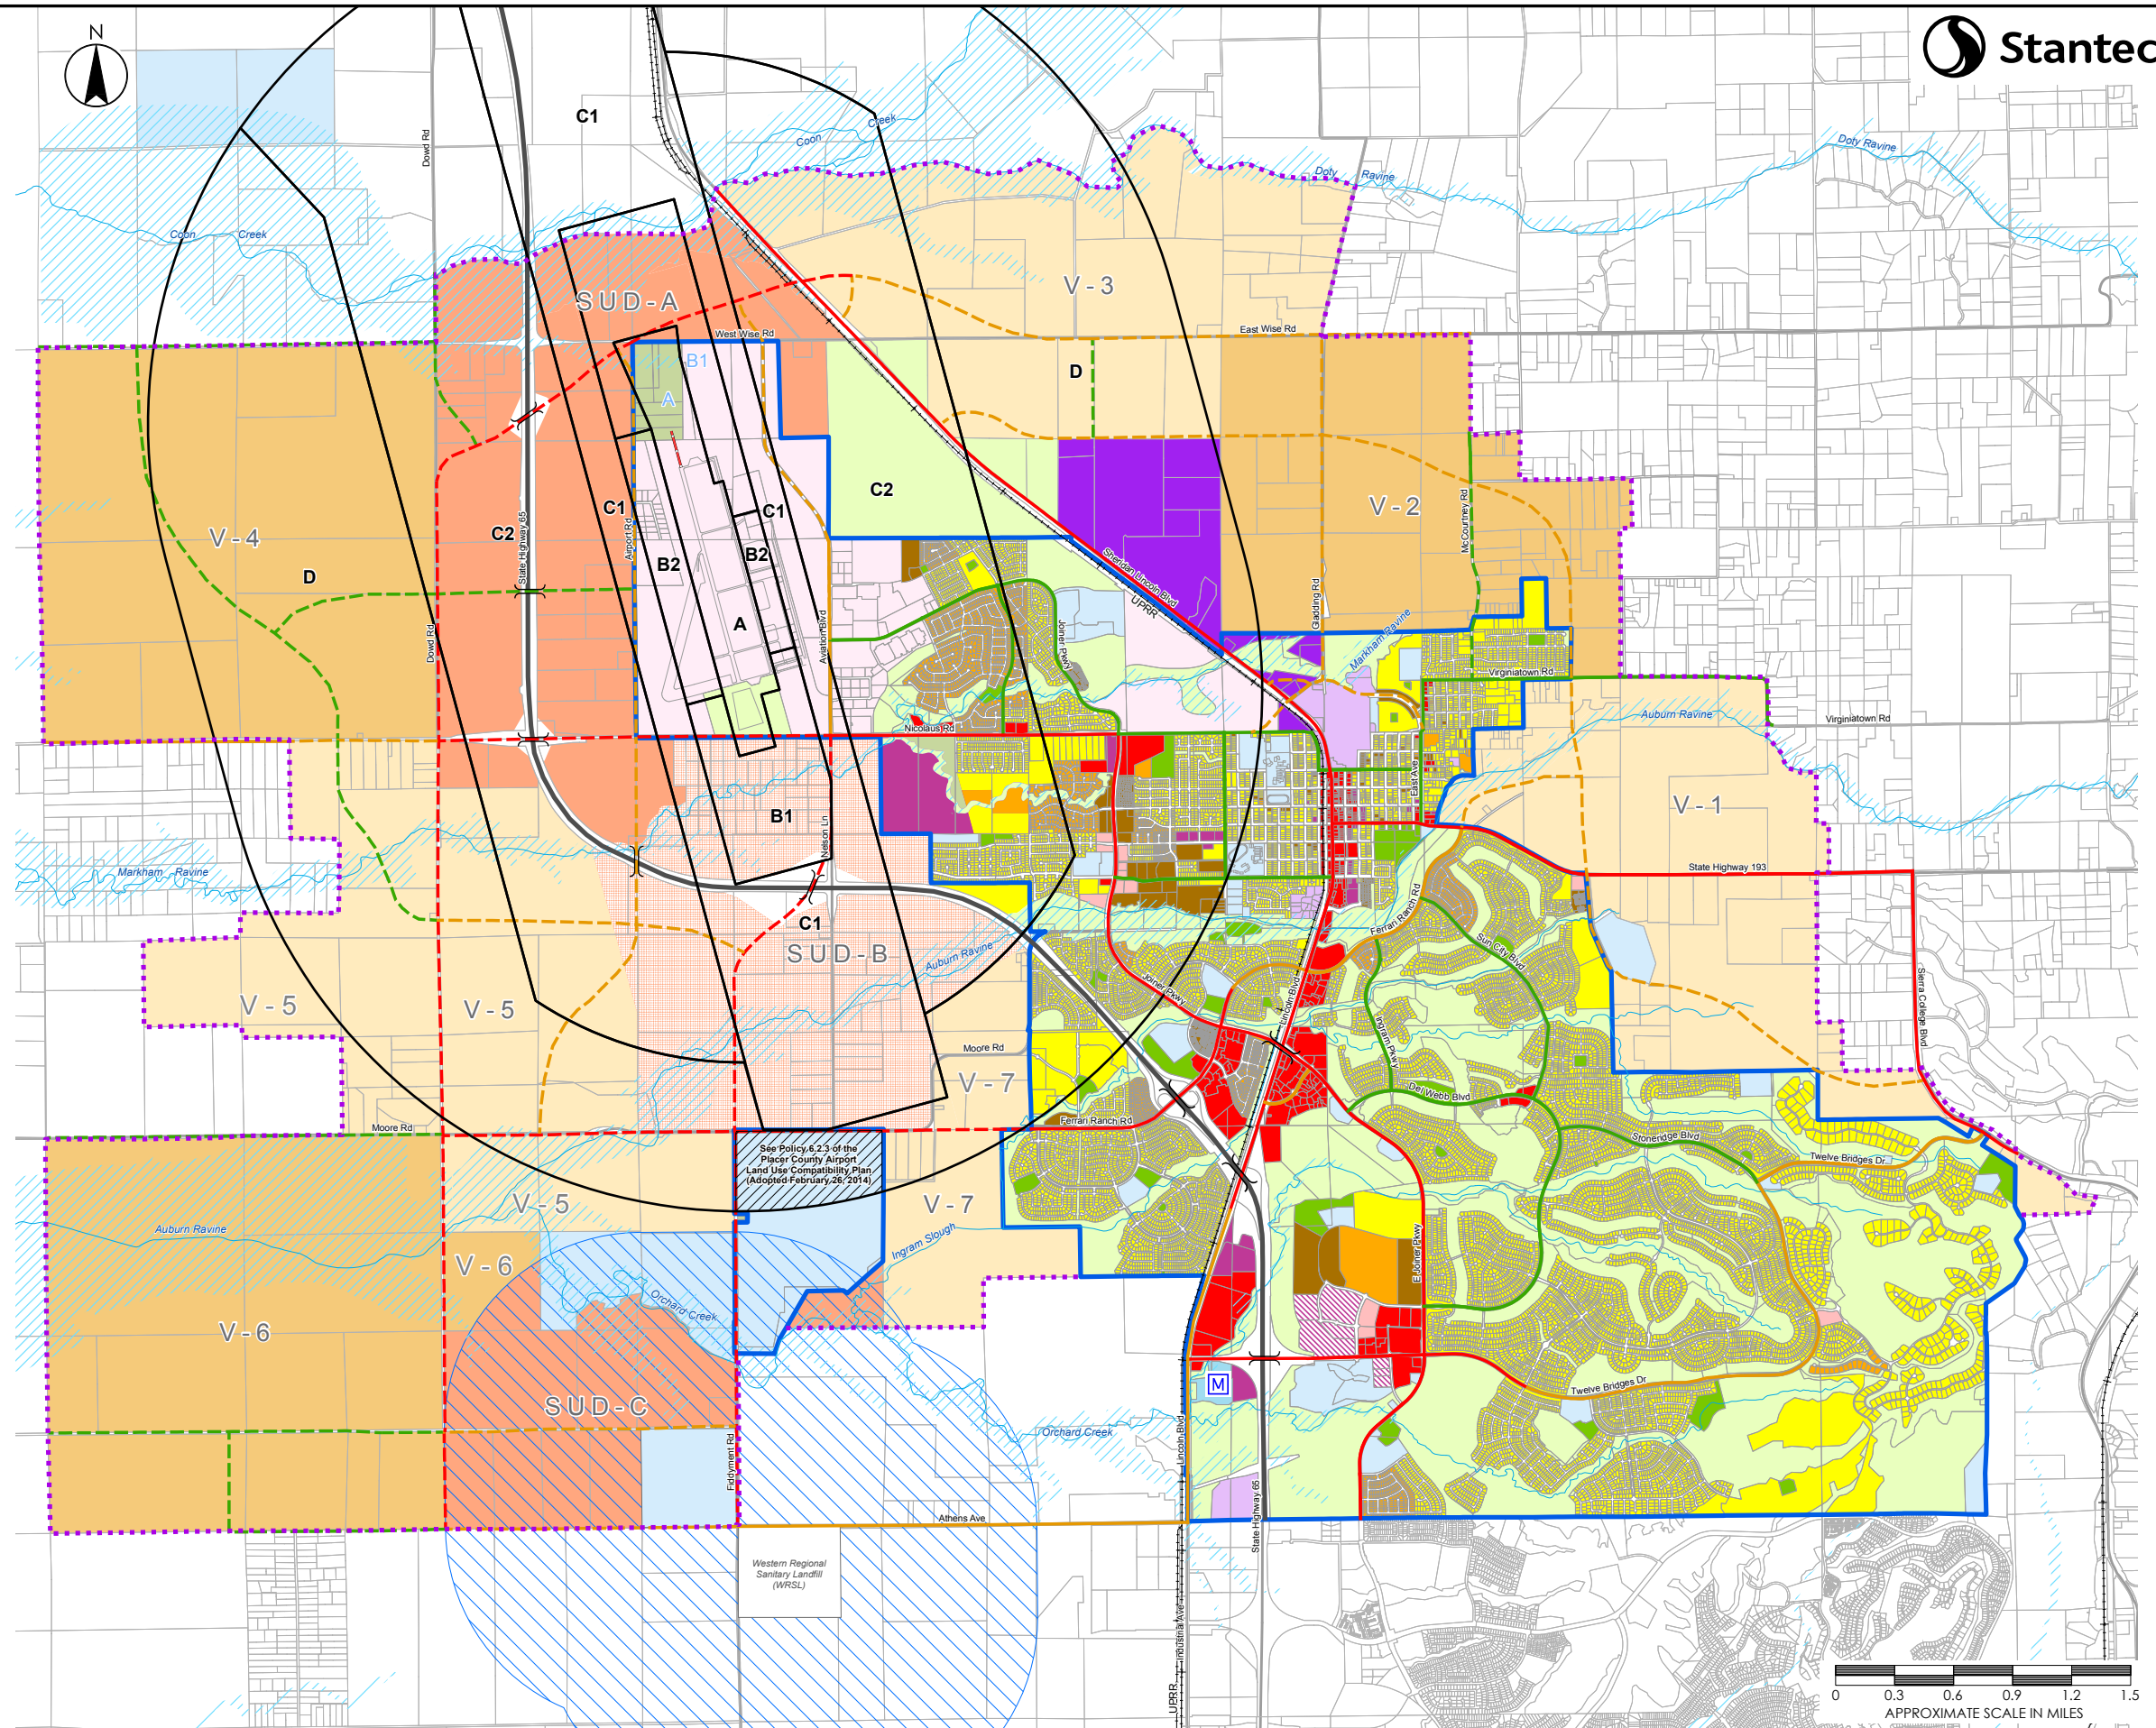 N
Stantec
C1
Coon
Creek
Doty Ravine
Dowd Rd
Doty
Ravine
Coon
Creek
V-3
SUD-A
West Wise Rd
East Wise Rd
B1
D
A
C2
V-2
McCourtney Rd
C1
C1
C2
State Highway 65
Airport Rd
V-4
B2
B2
D
Sheridan Lincoln Blvd
UPRR
Gladding Rd
A
Aviation Blvd
Joiner Pkwy
Dowd Rd
Markham Ravine
Virginiatown Rd
Auburn Ravine
Virginiatown Rd
Nicolaus Rd
East Ave
V-1
B1
Nelson Ln
State Highway 193
Markham
Ravine
Ferrari Ranch Rd
C1
SUD-B
Auburn Ravine
Sun City Blvd
Joiner Pkwy
Lincoln Blvd
Sierra College Blvd
V-5
V-5
Ingram Pkwy
Moore Rd
V-7
Del Webb Blvd
Moore Rd
Ferrari Ranch Rd
Stoneridge Blvd
See Policy 6.2.3 of the
Placer County Airport
Land Use Compatibility Plan
(Adopted February 26, 2014)
Twelve Bridges Dr
V-5
V-7
Auburn Ravine
Ingram Slough
E Joiner Pkwy
V-6
Orchard Creek
V-6
M
Twelve Bridges Dr
SUD-C
Orchard Creek
Lincoln Blvd
Fiddyment Rd
State Highway 65
Athens Ave
Western Regional
Sanitary Landfill
(WRSL)
Industrial Ave
UPRR
0 0.3 0.6 0.9 1.2 1.5
APPROXIMATE SCALE IN MILES